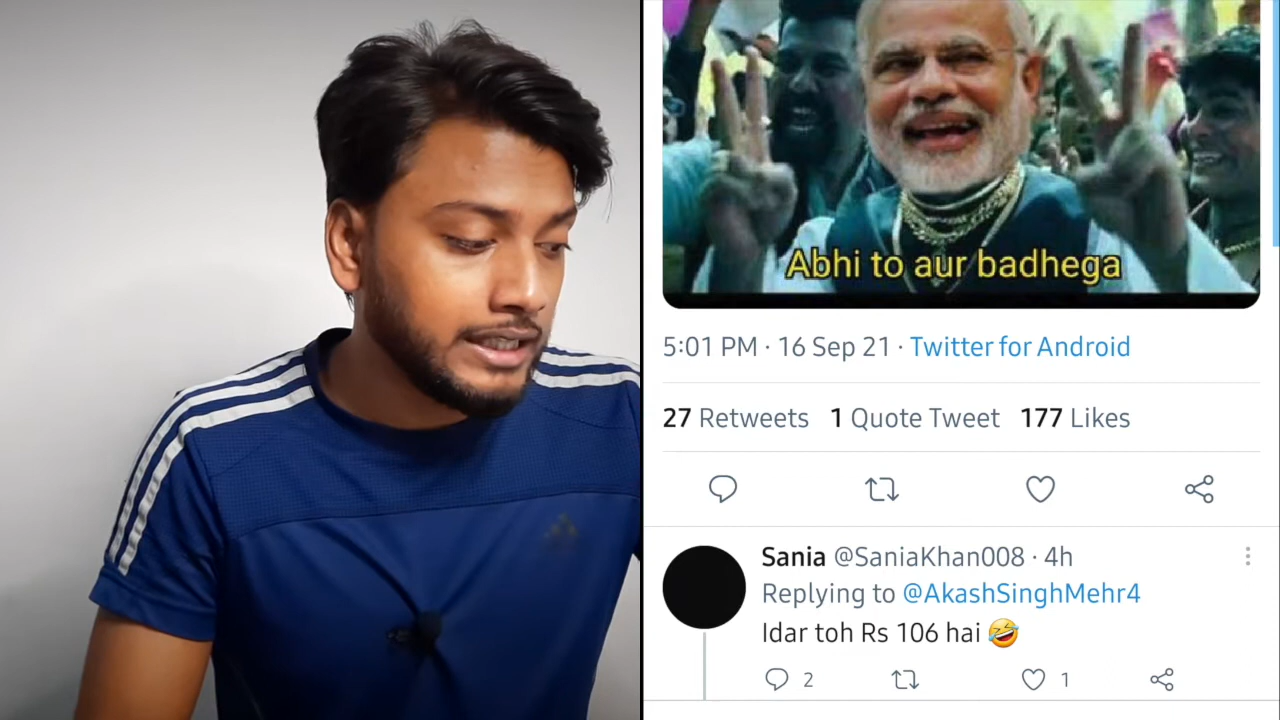 Abhi to aur badhega
5:01 PM · 16 Sep 21 · Twitter for Android
27 Retweets 1 Quote Tweet 177 Likes
Sania @SaniaKhan008 · 4h
Replying to @AkashSinghMehr4
Idar toh Rs 106 hai 🤣
2 1